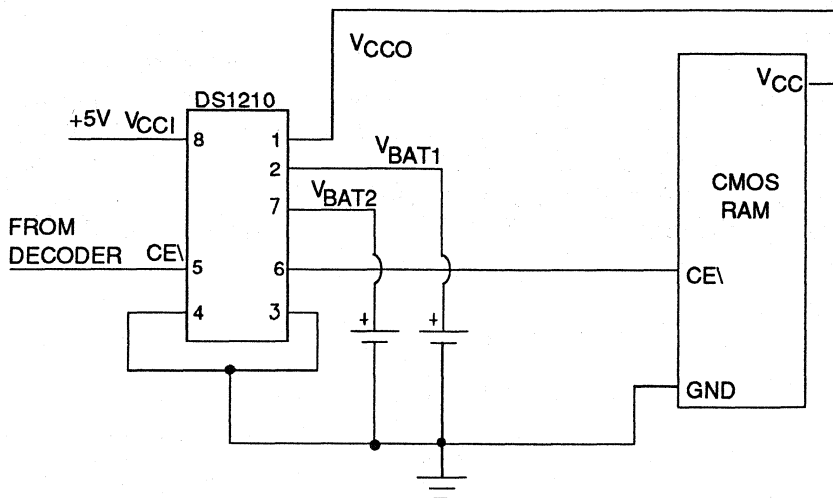 VCCO
VCC
DS1210
+5V VCCI
8
1
2
VBAT1
7
VBAT2
CMOS
RAM
FROM
DECODER
CE\
5
6
CE\
4
3
+
+
GND